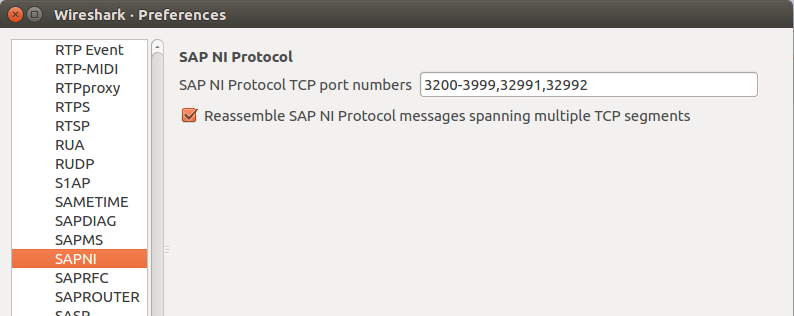 Wireshark · Preferences
RTP Event
RTP-MIDI
RTPproxy
RTPS
RTSP
RUA
RUDP
S1AP
SAMETIME
SAPDIAG
SAPMS
SAPNI
SAPRFC
SAPROUTER
SASP
SAP NI Protocol
SAP NI Protocol TCP port numbers 3200-3999,32991,32992
Reassemble SAP NI Protocol messages spanning multiple TCP segments